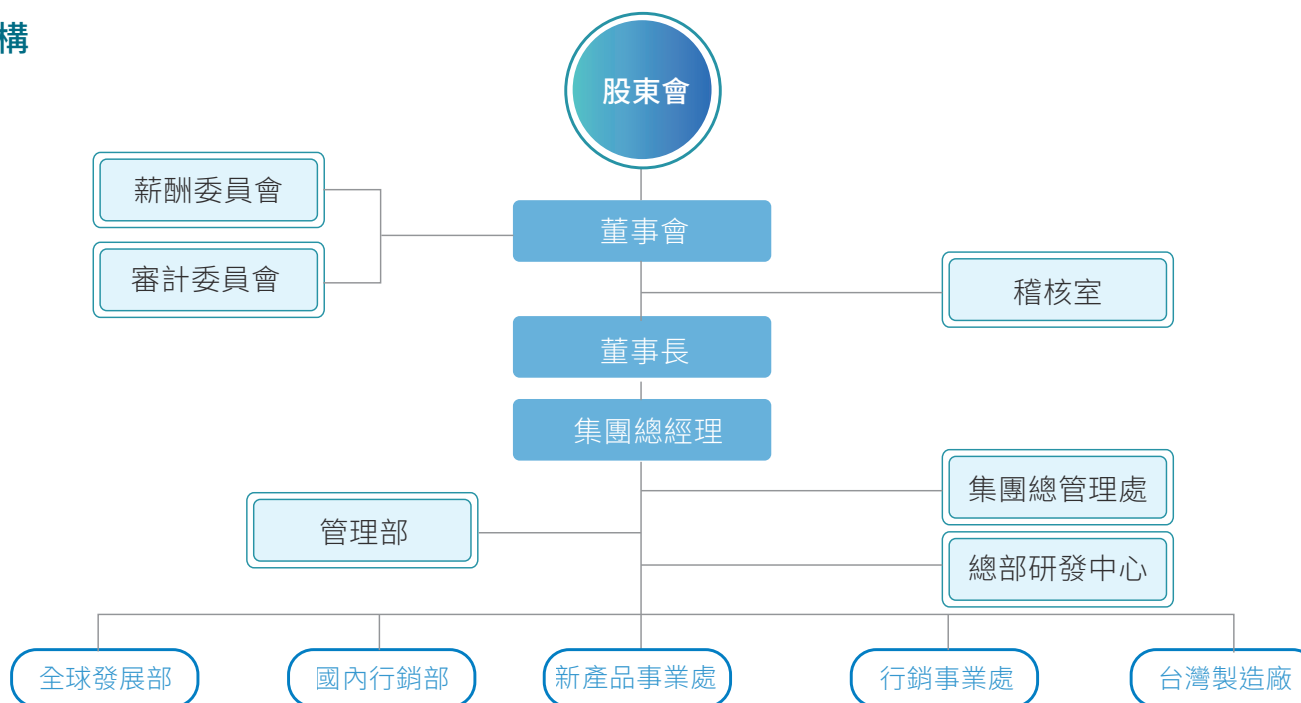 構
股東會
薪酬委員會
董事會
審計委員會
稽核室
董事長
集團總經理
集團總管理處
管理部
總部研發中心
全球發展部
國內行銷部
新產品事業處
行銷事業處
台灣製造廠